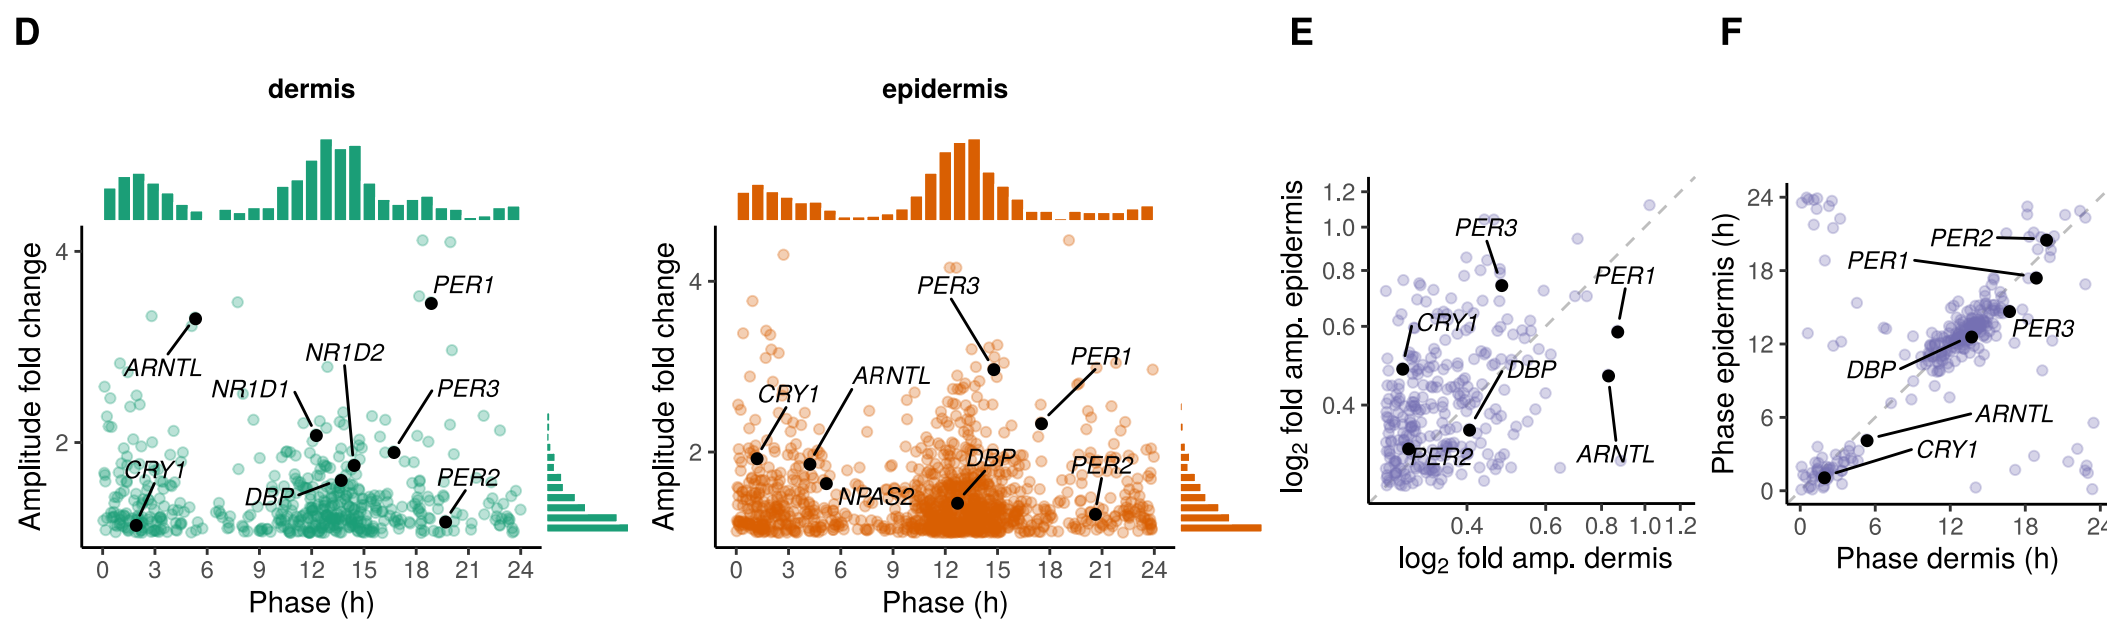 D
dermis
Amplitude fold change
4
2
PER1
ARNTL
NR1D2
NR1D1
PER3
CRY1
DBP
PER2
0 3 6 9 12 15 18 21 24
Phase (h)
epidermis
Amplitude fold change
4
2
PER3
PER1
ARNTL
CRY1
DBP
PER2
NPAS2
0 3 6 9 12 15 18 21 24
Phase (h)
E
log2 fold amp. epidermis
1.2
1.0
0.8
0.6
0.4
PER3
PER1
CRY1
DBP
PER2
ARNTL
0.4 0.6 0.8 1.0 1.2
log2 fold amp. dermis
F
Phase epidermis (h)
24
18
12
6
0
PER2
PER1
PER3
DBP
ARNTL
CRY1
0 6 12 18 24
Phase dermis (h)